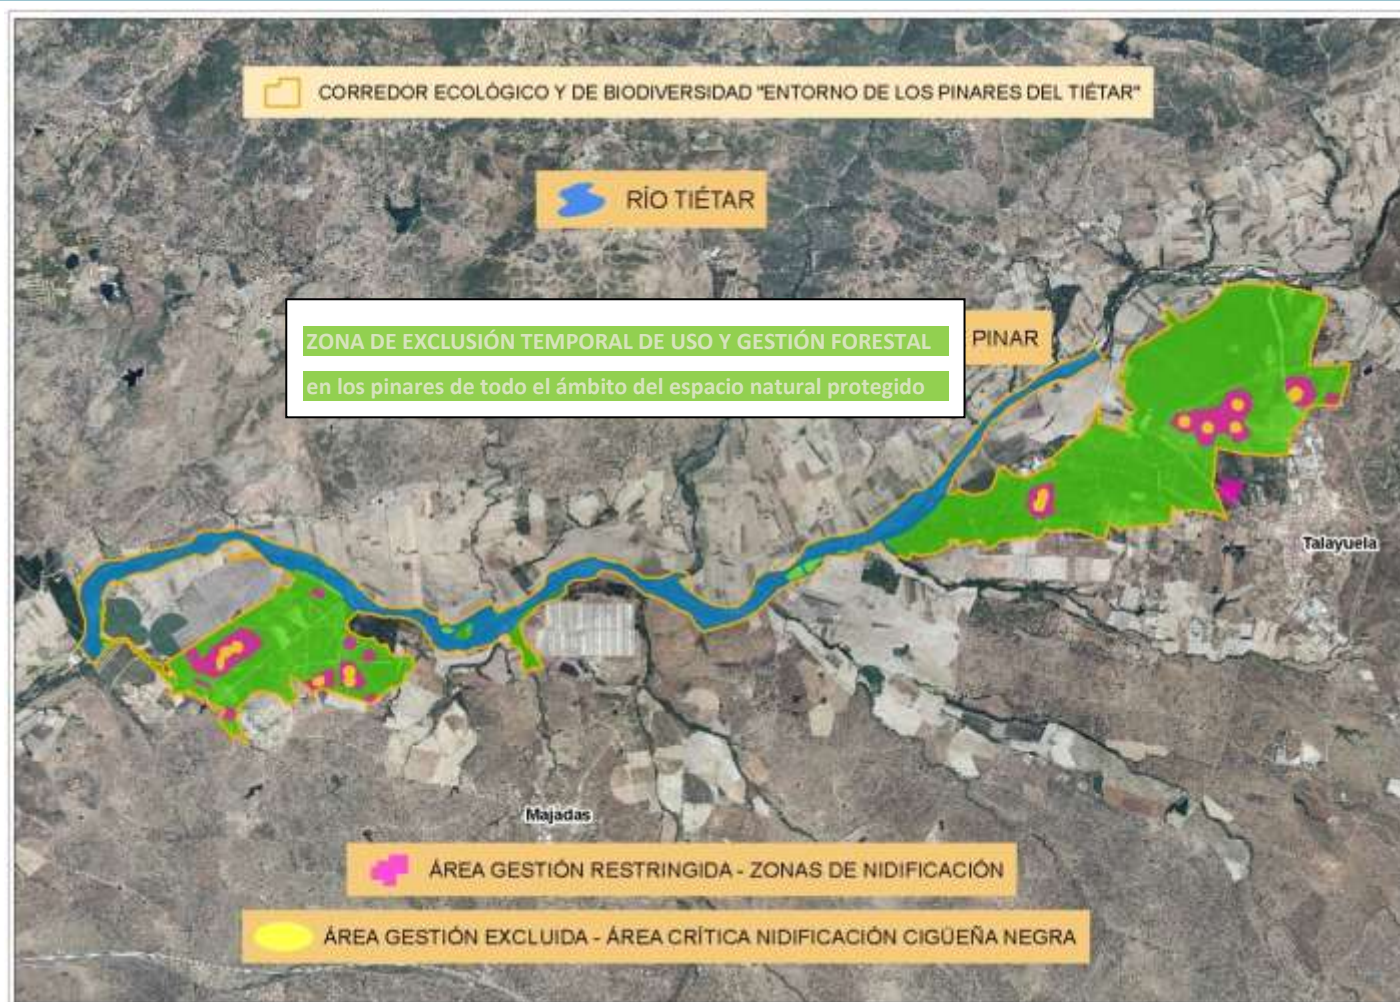 CORREDOR ECOLÓGICO Y DE BIODIVERSIDAD "ENTORNO DE LOS PINARES DEL TIÉTAR"
RÍO TIÉTAR
ZONA DE EXCLUSIÓN TEMPORAL DE USO Y GESTIÓN FORESTAL
en los pinares de todo el ámbito del espacio natural protegido
PINAR
Talayuela
Majadas
ÁREA GESTIÓN RESTRINGIDA - ZONAS DE NIDIFICACIÓN
ÁREA GESTIÓN EXCLUIDA - ÁREA CRÍTICA NIDIFICACIÓN CIGÜEÑA NEGRA